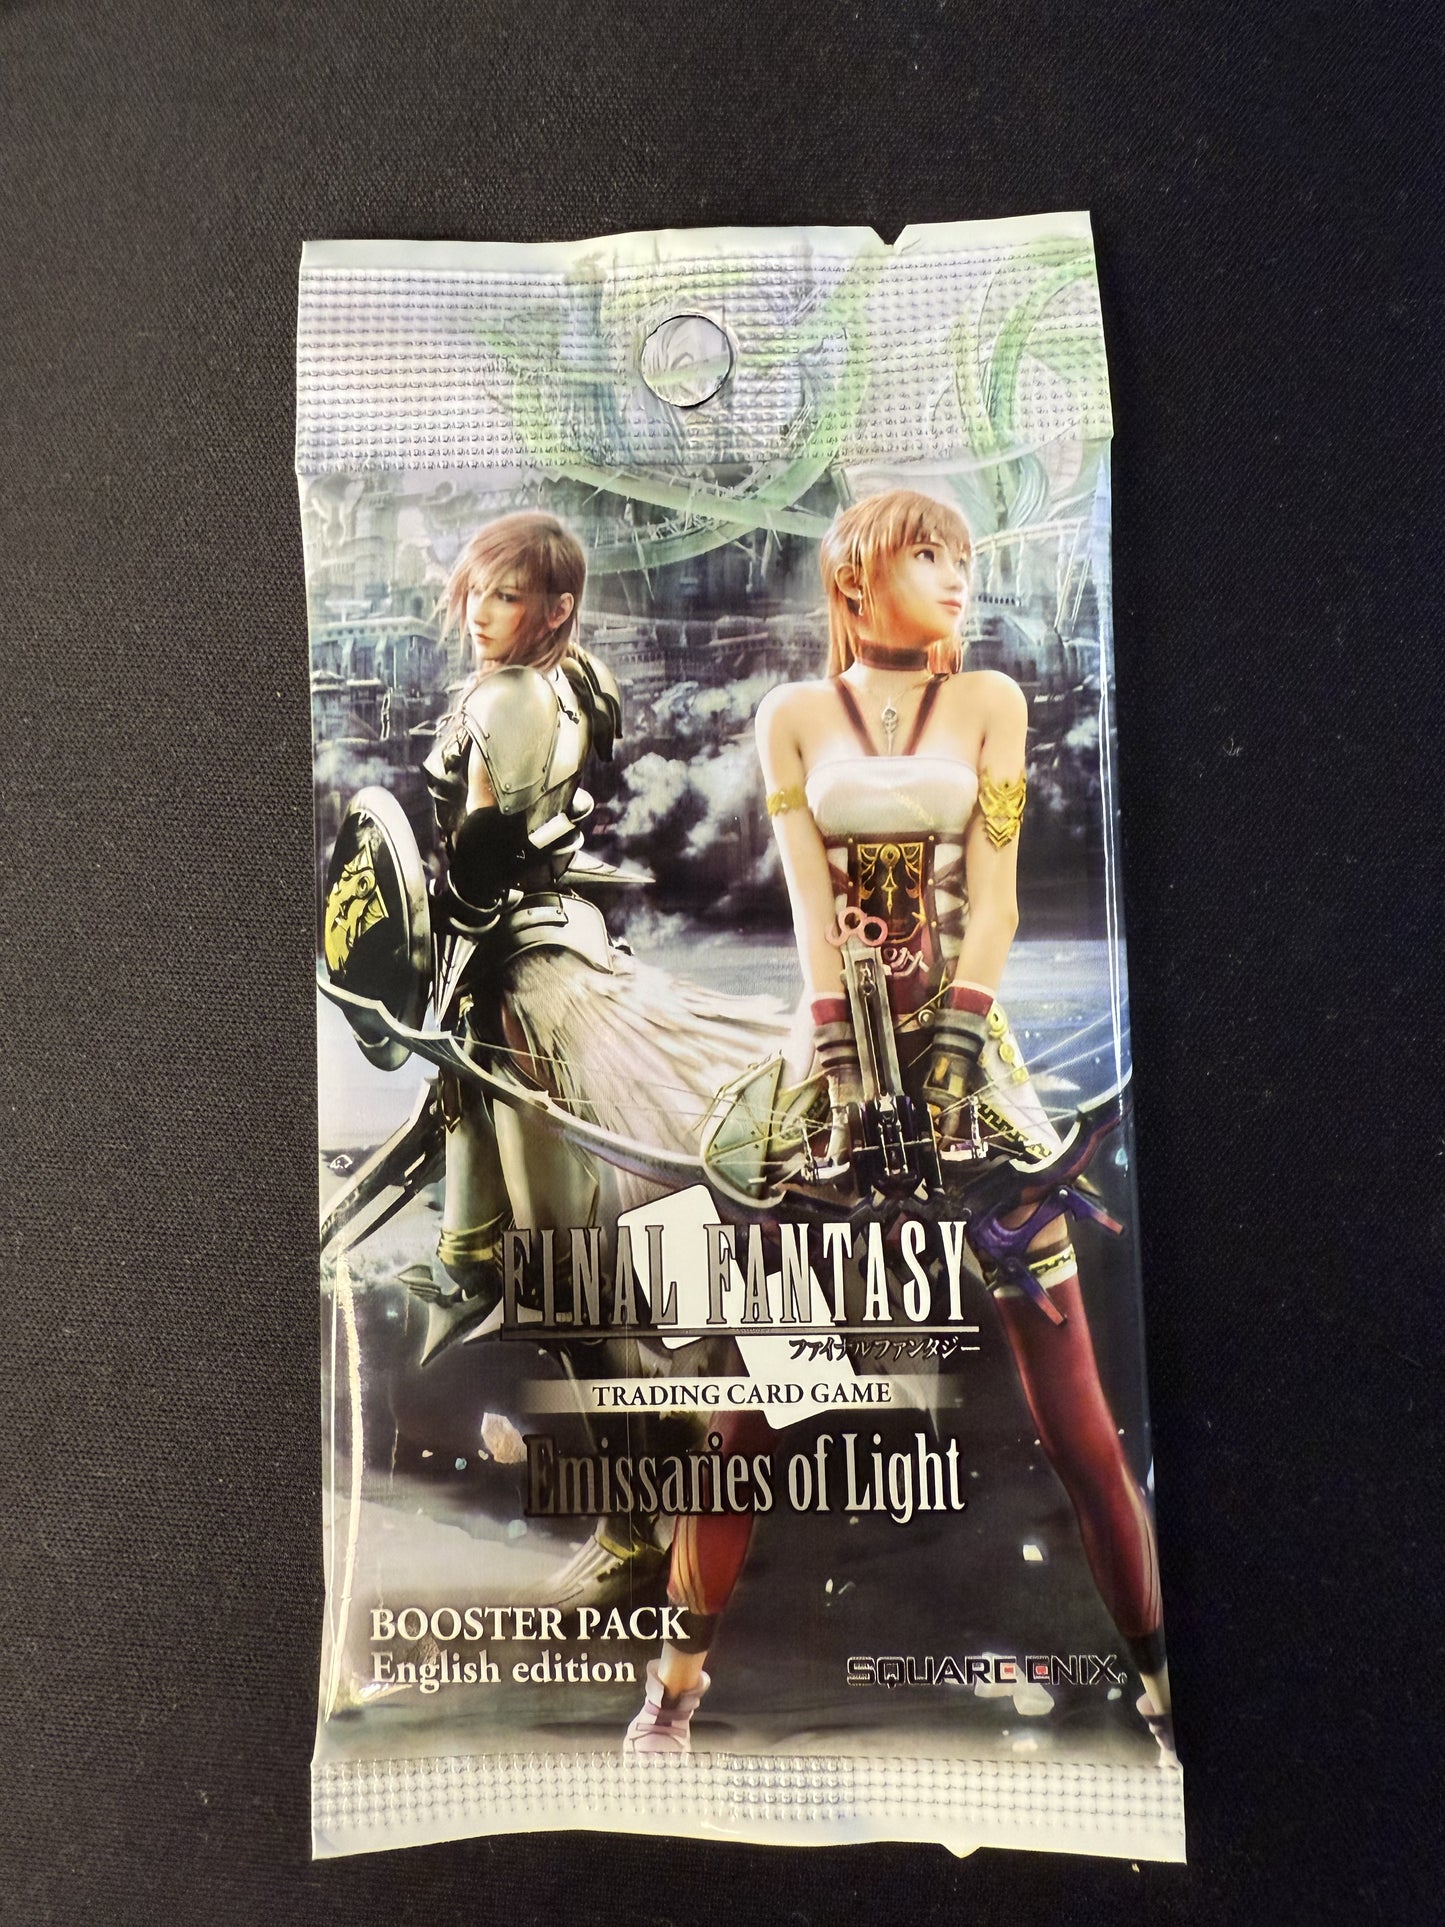 FINAL FANTASY
ファイナルファンタジー
TRADING CARD GAME
Emissaries of Light
BOOSTER PACK
English edition
SQUARE ENIX